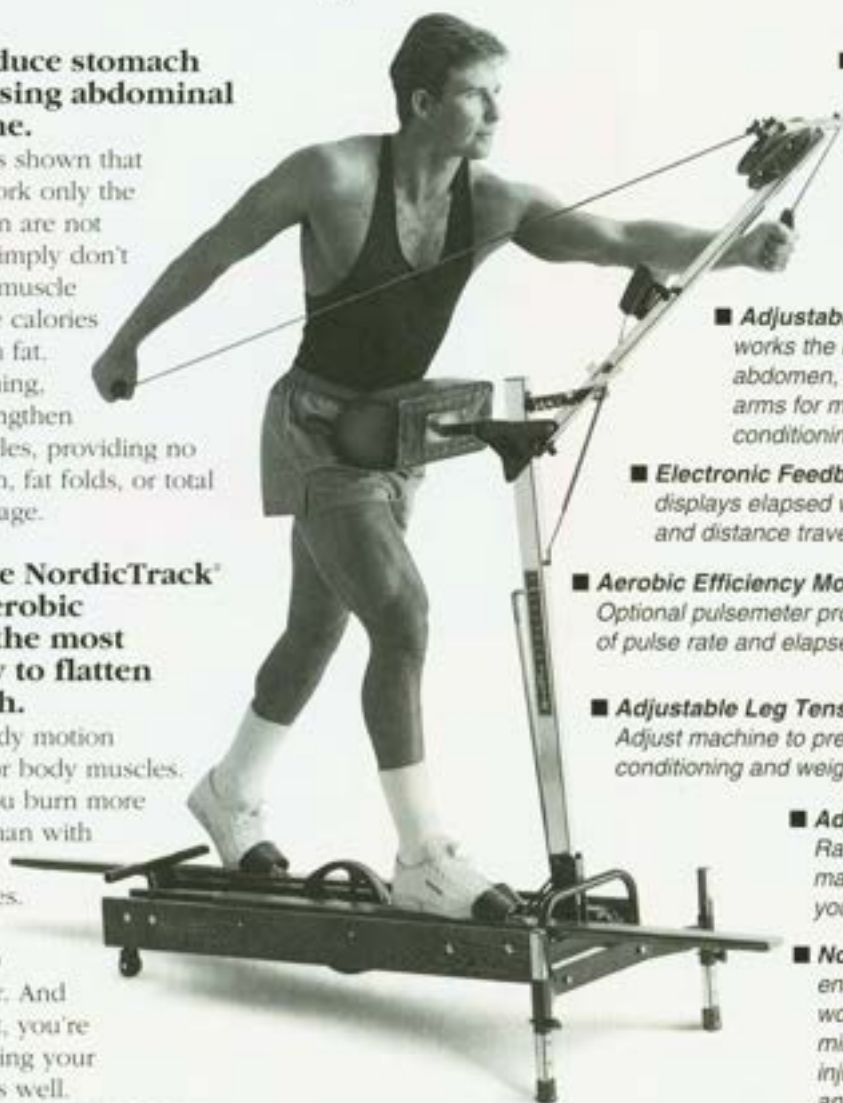 duce stomach
sing abdominal
ne.
s shown that
ork only the
n are not
imply don't
muscle
calories
fat.
ning,
ngthen
les, providing no
n, fat folds, or total
age.
e NordicTrack®
erobic
the most
to flatten
h.
dy motion
or body muscles.
u burn more
han with
es.
r. And
t, you're
ing your
s well.
■
■ Adjustabl
works the
abdomen,
arms for m
conditionin
■ Electronic Feedb
displays elapsed
and distance trave
■ Aerobic Efficiency Mo
Optional pulsemeter pro
of pulse rate and elapse
■ Adjustable Leg Tens
Adjust machine to pre
conditioning and weig
■ Ad
Ra
ma
you
■ No
en
wo
mi
inj
an